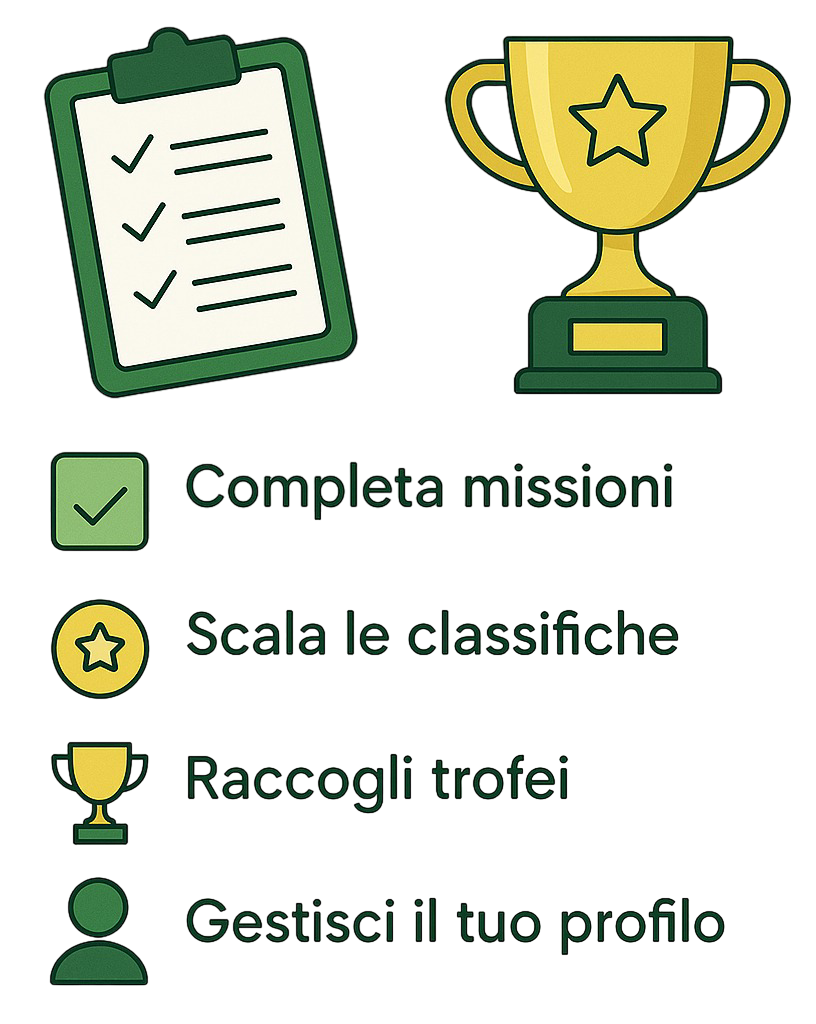 Completa missioni
Scala le classifiche
Raccogli trofei
Gestisci il tuo profilo